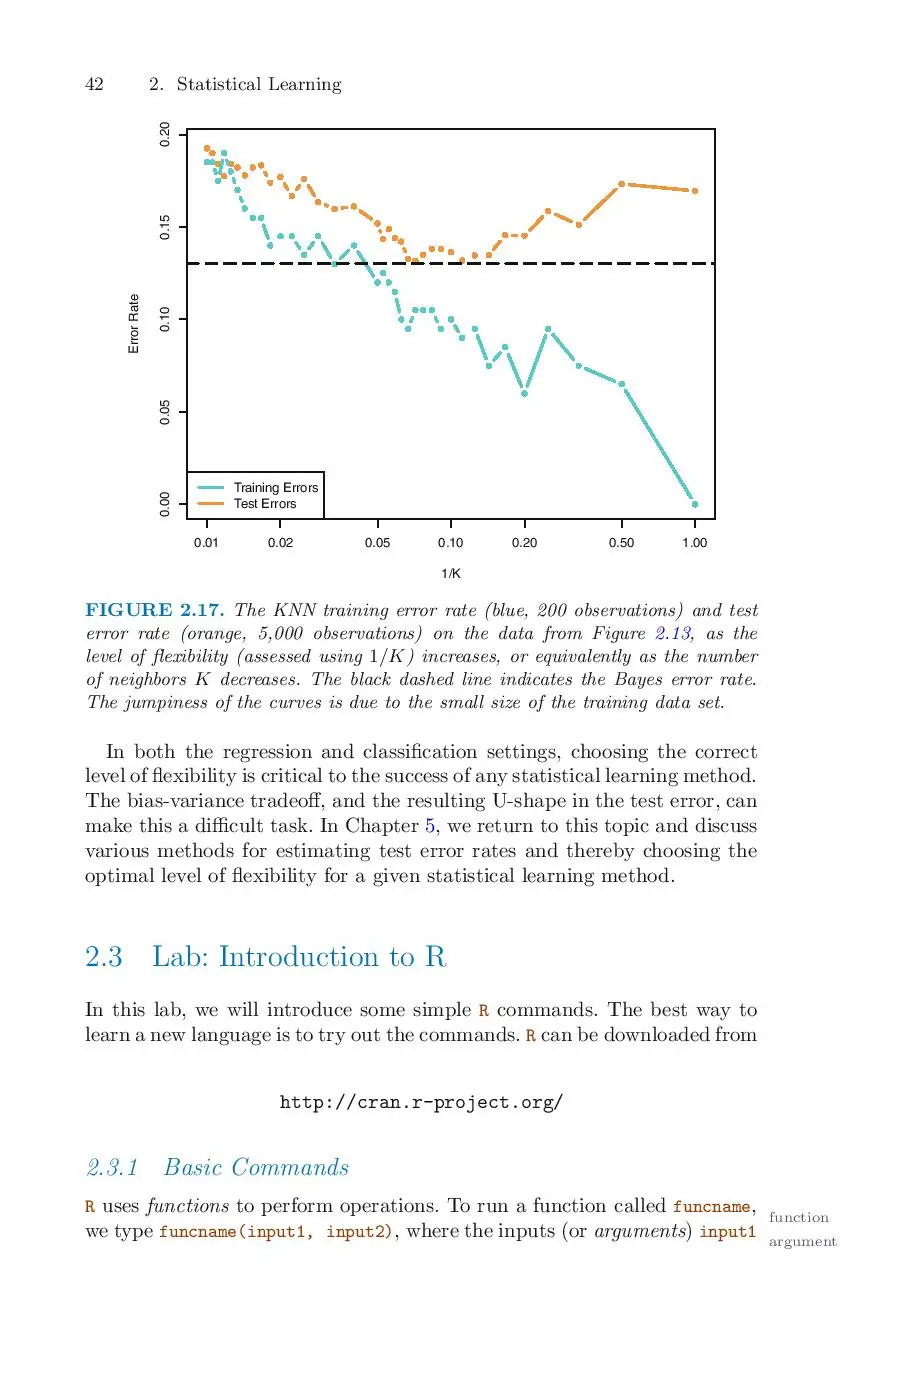 42 2. Statistical Learning
0.20
0.15
0.10
0.05
0.00
Error Rate
Training Errors
Test Errors
0.01 0.02 0.05 0.10 0.20 0.50 1.00
1/K
FIGURE 2.17. The KNN training error rate (blue, 200 observations) and test
error rate (orange, 5,000 observations) on the data from Figure 2.13, as the
level of flexibility (assessed using 1/K) increases, or equivalently as the number
of neighbors K decreases. The black dashed line indicates the Bayes error rate.
The jumpiness of the curves is due to the small size of the training data set.
In both the regression and classification settings, choosing the correct
level of flexibility is critical to the success of any statistical learning method.
The bias-variance tradeoff, and the resulting U-shape in the test error, can
make this a difficult task. In Chapter 5, we return to this topic and discuss
various methods for estimating test error rates and thereby choosing the
optimal level of flexibility for a given statistical learning method.
2.3 Lab: Introduction to R
In this lab, we will introduce some simple R commands. The best way to
learn a new language is to try out the commands. R can be downloaded from
http://cran.r-project.org/
2.3.1 Basic Commands
R uses functions to perform operations. To run a function called funcname,
function
we type funcname(input1, input2), where the inputs (or arguments) input1
argument